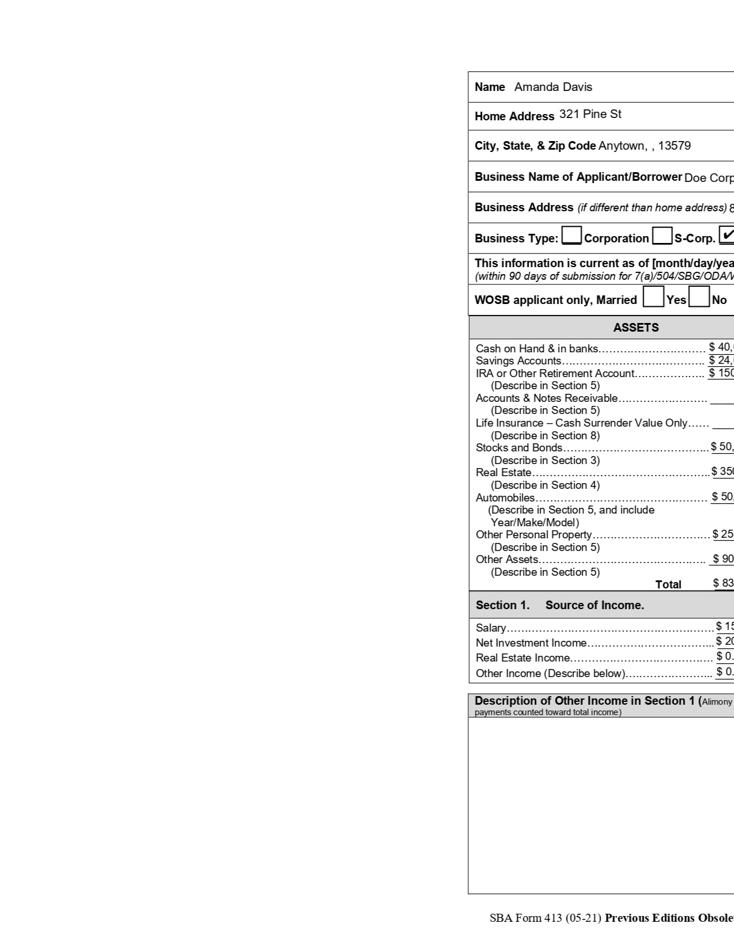 Name Amanda Davis
Home Address 321 Pine St
City, State, & Zip Code Anytown, , 13579
Business Name of Applicant/Borrower Doe Corp
Business Address (if different than home address) 8
Business Type: Corporation S-Corp. ✔
This information is current as of [month/day/yea
(within 90 days of submission for 7(a)/504/SBG/ODA/W
WOSB applicant only, Married Yes No
ASSETS
Cash on Hand & in banks……………………….… $ 40,
Savings Accounts…………………………………. $ 24,
IRA or Other Retirement Account………………. $ 150
(Describe in Section 5)
Accounts & Notes Receivable……………………
(Describe in Section 5)
Life Insurance – Cash Surrender Value Only……
(Describe in Section 8)
Stocks and Bonds………………………………… $ 50,
(Describe in Section 3)
Real Estate………………………………………… $ 350
(Describe in Section 4)
Automobiles……………………………………….. $ 50,
(Describe in Section 5, and include
Year/Make/Model)
Other Personal Property…………………………. $ 25
(Describe in Section 5)
Other Assets………………………………………. $ 90
(Describe in Section 5)
Total $ 83
Section 1. Source of Income.
Salary………………………………………………. $ 15
Net Investment Income……………………………. $ 20
Real Estate Income………………………………… $ 0.
Other Income (Describe below)…………………… $ 0.
Description of Other Income in Section 1 (Alimony
payments counted toward total income)
SBA Form 413 (05-21) Previous Editions Obsole